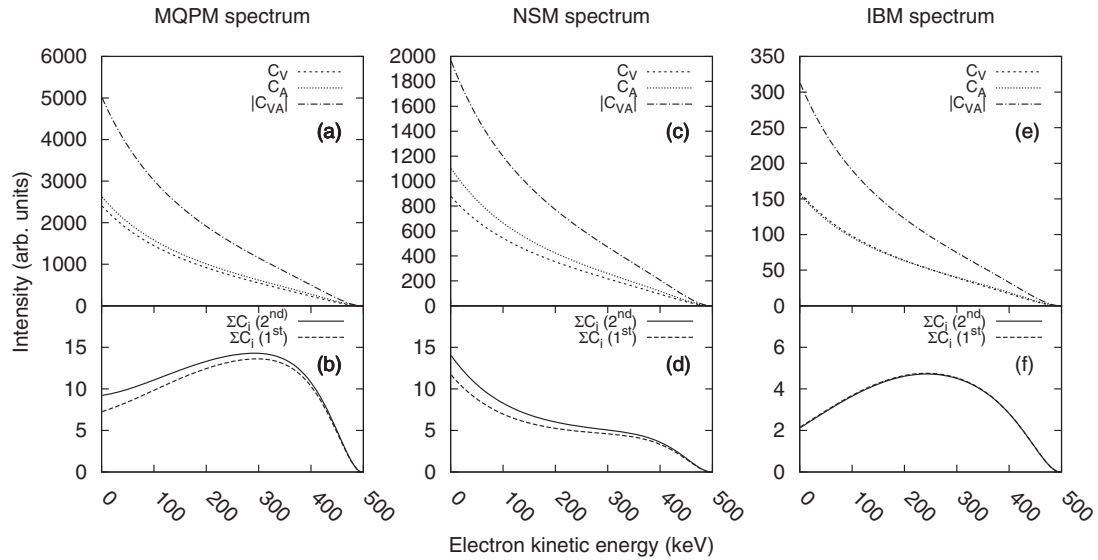 MQPM spectrum
NSM spectrum
IBM spectrum
Intensity (arb. units)
6000
5000
4000
3000
2000
1000
0
C_V
C_A
|C_VA|
(a)
2000
1800
1600
1400
1200
1000
800
600
400
200
0
C_V
C_A
|C_VA|
(c)
350
300
250
200
150
100
50
0
C_V
C_A
|C_VA|
(e)
15
10
5
0
ΣC_i (2^nd)
ΣC_i (1^st)
(b)
0 100 200 300 400 500
15
10
5
0
ΣC_i (2^nd)
ΣC_i (1^st)
(d)
0 100 200 300 400 500
6
4
2
0
ΣC_i (2^nd)
ΣC_i (1^st)
(f)
0 100 200 300 400 500
Electron kinetic energy (keV)